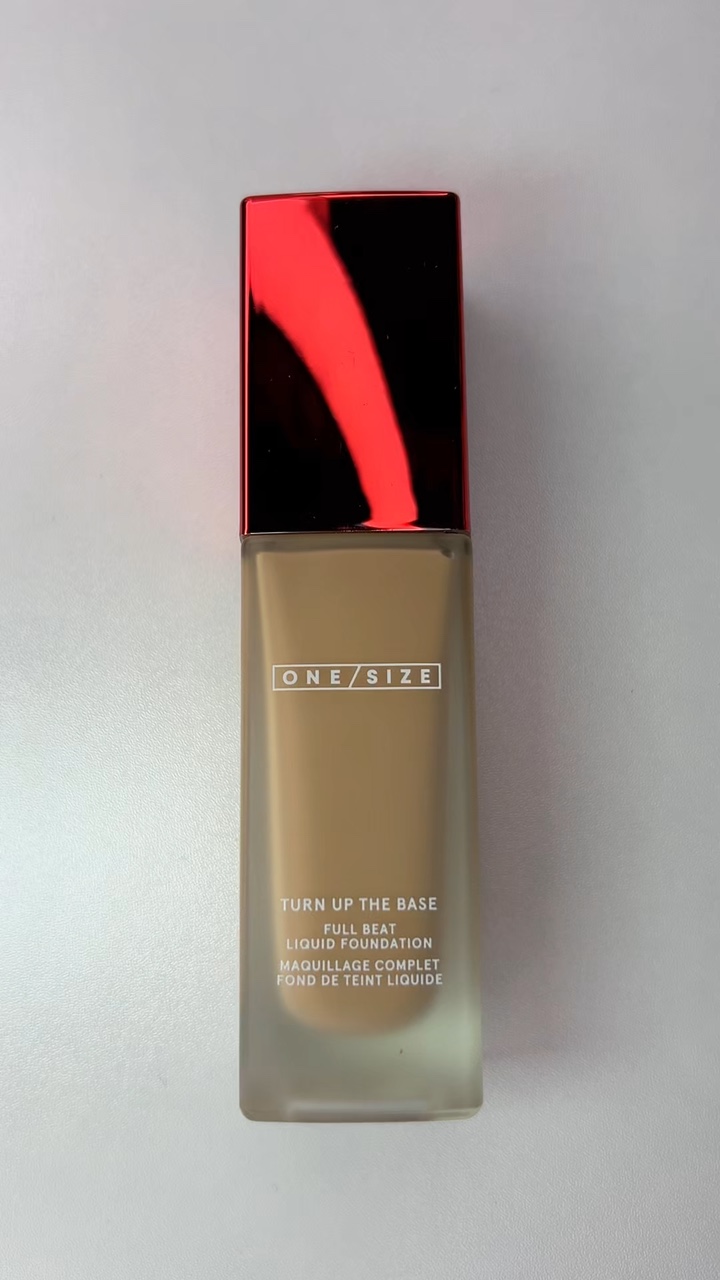 ONE/SIZE
TURN UP THE BASE
FULL BEAT
LIQUID FOUNDATION
MAQUILLAGE COMPLET
FOND DE TEINT LIQUIDE